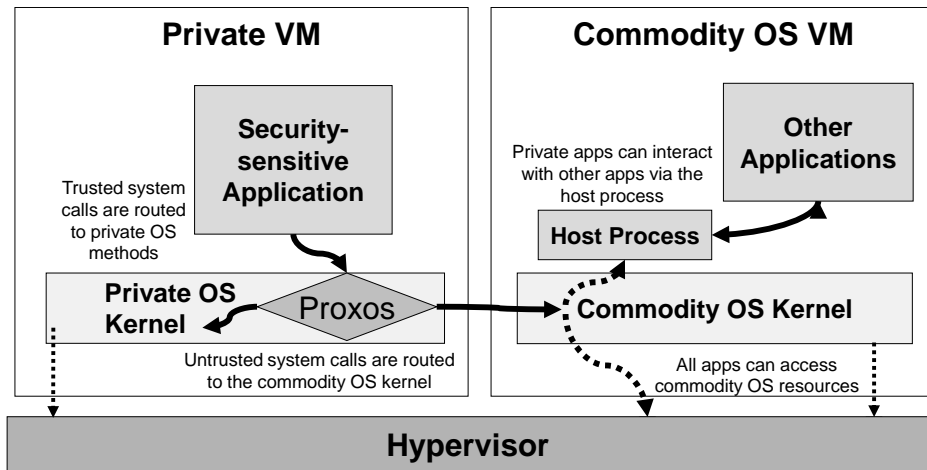 Private VM
Security-
sensitive
Application
Trusted system
calls are routed
to private OS
methods
Private OS
Kernel
Proxos
Untrusted system calls are routed
to the commodity OS kernel
Commodity OS VM
Other
Applications
Private apps can interact
with other apps via the
host process
Host Process
Commodity OS Kernel
All apps can access
commodity OS resources
Hypervisor